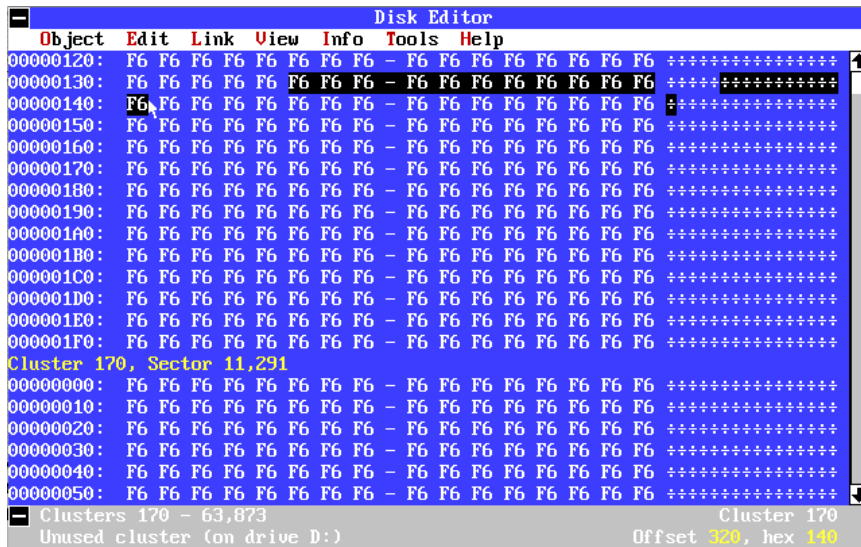 Disk Editor
Object Edit Link View Info Tools Help
00000120: F6 F6 F6 F6 F6 F6 F6 F6 - F6 F6 F6 F6 F6 F6 F6 F6 ÷÷÷÷÷÷÷÷÷÷÷÷÷÷÷÷
00000130: F6 F6 F6 F6 F6 F6 F6 F6 - F6 F6 F6 F6 F6 F6 F6 F6 ÷÷÷÷÷÷÷÷÷÷÷÷÷÷÷÷
00000140: F6 F6 F6 F6 F6 F6 F6 F6 - F6 F6 F6 F6 F6 F6 F6 F6 ÷÷÷÷÷÷÷÷÷÷÷÷÷÷÷÷
00000150: F6 F6 F6 F6 F6 F6 F6 F6 - F6 F6 F6 F6 F6 F6 F6 F6 ÷÷÷÷÷÷÷÷÷÷÷÷÷÷÷÷
00000160: F6 F6 F6 F6 F6 F6 F6 F6 - F6 F6 F6 F6 F6 F6 F6 F6 ÷÷÷÷÷÷÷÷÷÷÷÷÷÷÷÷
00000170: F6 F6 F6 F6 F6 F6 F6 F6 - F6 F6 F6 F6 F6 F6 F6 F6 ÷÷÷÷÷÷÷÷÷÷÷÷÷÷÷÷
00000180: F6 F6 F6 F6 F6 F6 F6 F6 - F6 F6 F6 F6 F6 F6 F6 F6 ÷÷÷÷÷÷÷÷÷÷÷÷÷÷÷÷
00000190: F6 F6 F6 F6 F6 F6 F6 F6 - F6 F6 F6 F6 F6 F6 F6 F6 ÷÷÷÷÷÷÷÷÷÷÷÷÷÷÷÷
000001A0: F6 F6 F6 F6 F6 F6 F6 F6 - F6 F6 F6 F6 F6 F6 F6 F6 ÷÷÷÷÷÷÷÷÷÷÷÷÷÷÷÷
000001B0: F6 F6 F6 F6 F6 F6 F6 F6 - F6 F6 F6 F6 F6 F6 F6 F6 ÷÷÷÷÷÷÷÷÷÷÷÷÷÷÷÷
000001C0: F6 F6 F6 F6 F6 F6 F6 F6 - F6 F6 F6 F6 F6 F6 F6 F6 ÷÷÷÷÷÷÷÷÷÷÷÷÷÷÷÷
000001D0: F6 F6 F6 F6 F6 F6 F6 F6 - F6 F6 F6 F6 F6 F6 F6 F6 ÷÷÷÷÷÷÷÷÷÷÷÷÷÷÷÷
000001E0: F6 F6 F6 F6 F6 F6 F6 F6 - F6 F6 F6 F6 F6 F6 F6 F6 ÷÷÷÷÷÷÷÷÷÷÷÷÷÷÷÷
000001F0: F6 F6 F6 F6 F6 F6 F6 F6 - F6 F6 F6 F6 F6 F6 F6 F6 ÷÷÷÷÷÷÷÷÷÷÷÷÷÷÷÷
Cluster 170, Sector 11,291
00000000: F6 F6 F6 F6 F6 F6 F6 F6 - F6 F6 F6 F6 F6 F6 F6 F6 ÷÷÷÷÷÷÷÷÷÷÷÷÷÷÷÷
00000010: F6 F6 F6 F6 F6 F6 F6 F6 - F6 F6 F6 F6 F6 F6 F6 F6 ÷÷÷÷÷÷÷÷÷÷÷÷÷÷÷÷
00000020: F6 F6 F6 F6 F6 F6 F6 F6 - F6 F6 F6 F6 F6 F6 F6 F6 ÷÷÷÷÷÷÷÷÷÷÷÷÷÷÷÷
00000030: F6 F6 F6 F6 F6 F6 F6 F6 - F6 F6 F6 F6 F6 F6 F6 F6 ÷÷÷÷÷÷÷÷÷÷÷÷÷÷÷÷
00000040: F6 F6 F6 F6 F6 F6 F6 F6 - F6 F6 F6 F6 F6 F6 F6 F6 ÷÷÷÷÷÷÷÷÷÷÷÷÷÷÷÷
00000050: F6 F6 F6 F6 F6 F6 F6 F6 - F6 F6 F6 F6 F6 F6 F6 F6 ÷÷÷÷÷÷÷÷÷÷÷÷÷÷÷÷
Clusters 170 - 63,873 Cluster 170
Unused cluster (on drive D:) Offset 320, hex 140